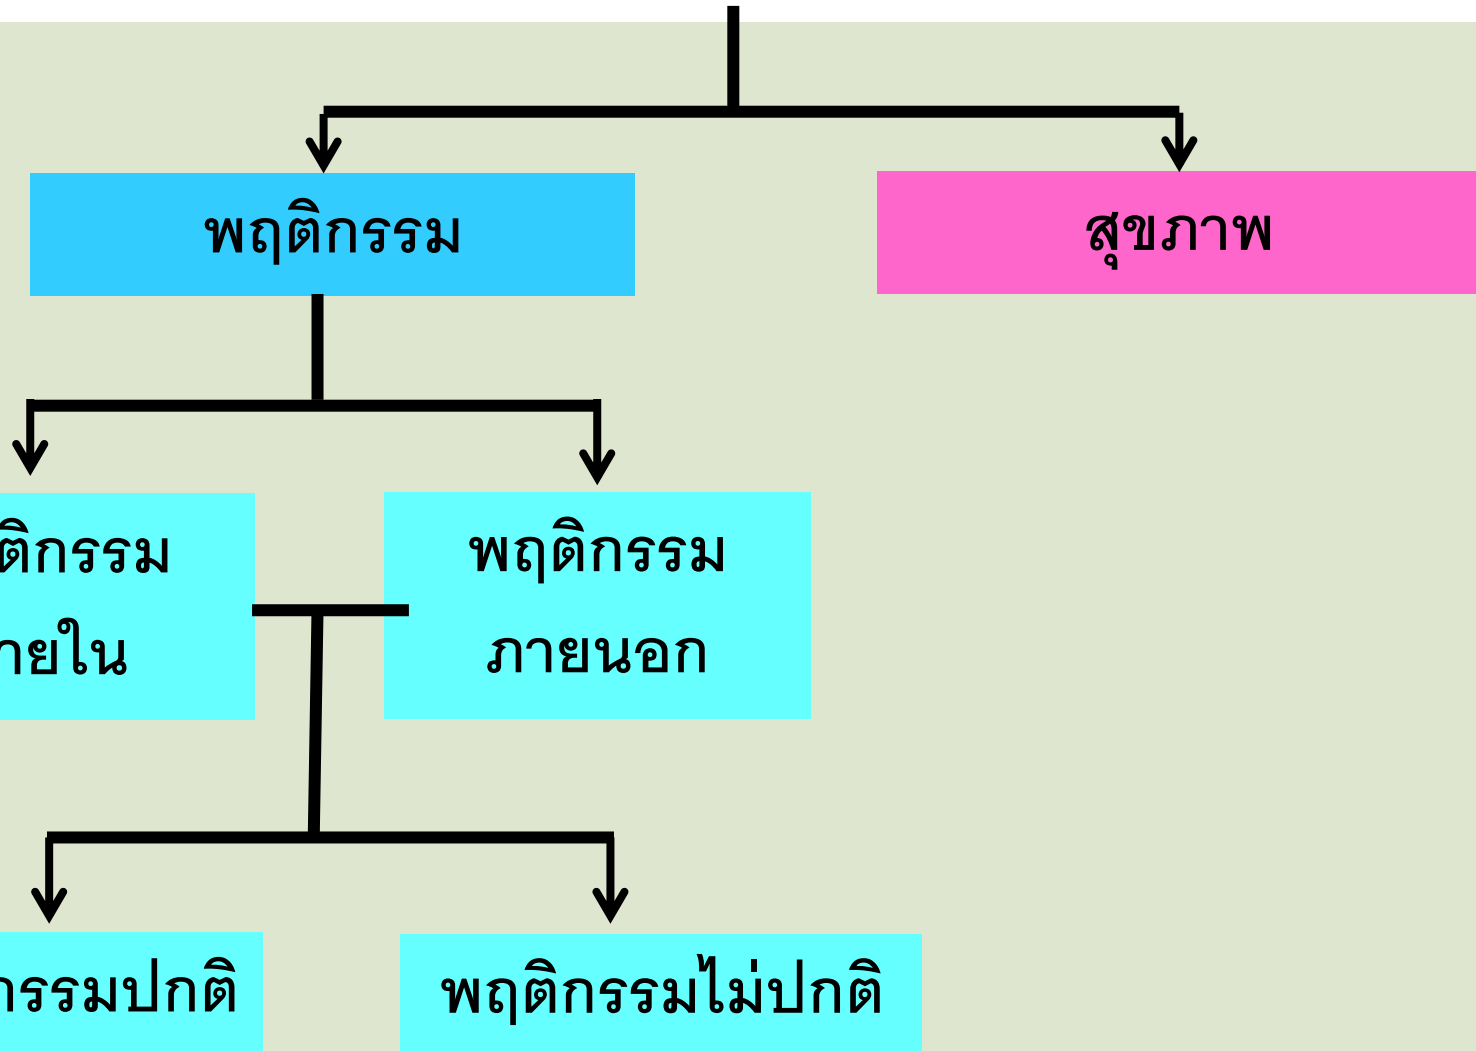 พฤติกรรม
สุขภาพ
ติกรรม
ายใน
พฤติกรรม
ภายนอก
กรรมปกติ
พฤติกรรมไม่ปกติ